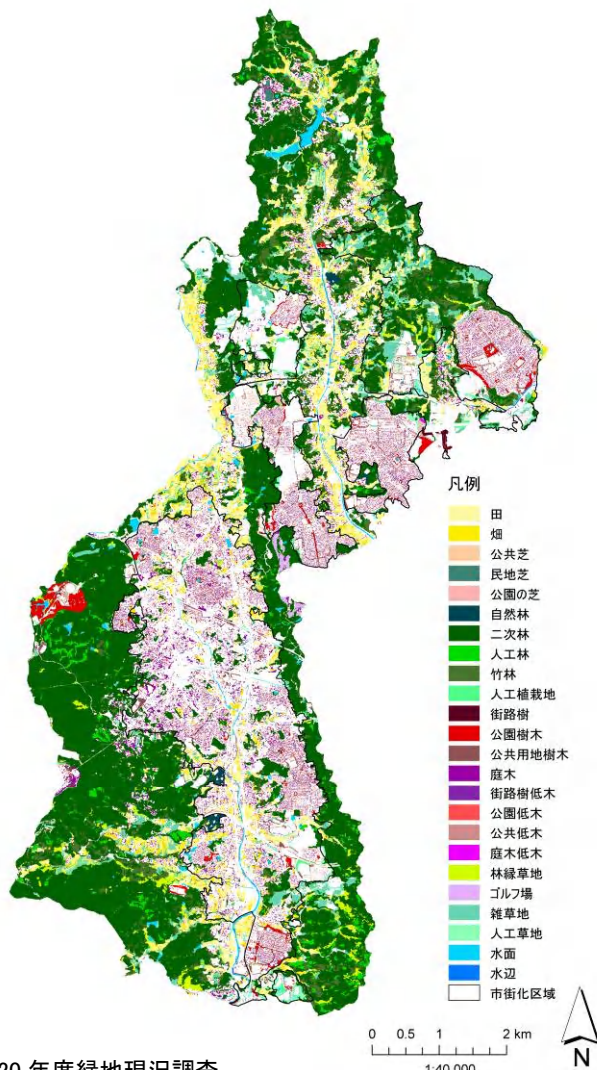 凡例
田
畑
公共芝
民地芝
公園の芝
自然林
二次林
人工林
竹林
人工植栽地
街路樹
公園樹木
公共用地樹木
庭木
街路樹低木
公園低木
公共低木
庭木低木
林縁草地
ゴルフ場
雑草地
人工草地
水面
水辺
市街化区域
0 0.5 1 2 km
1:40,000
N
20 年度緑地現況調査